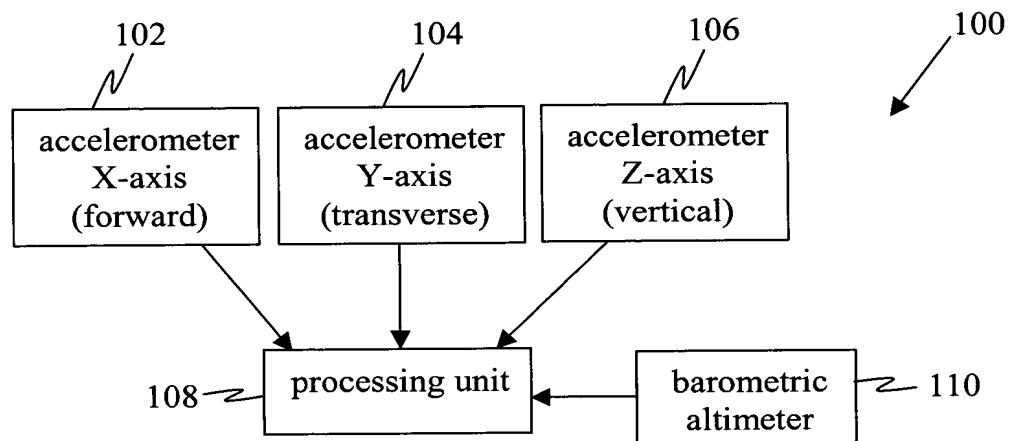 102
104
106
100
accelerometer
X-axis
(forward)
accelerometer
Y-axis
(transverse)
accelerometer
Z-axis
(vertical)
108
processing unit
barometric
altimeter
110